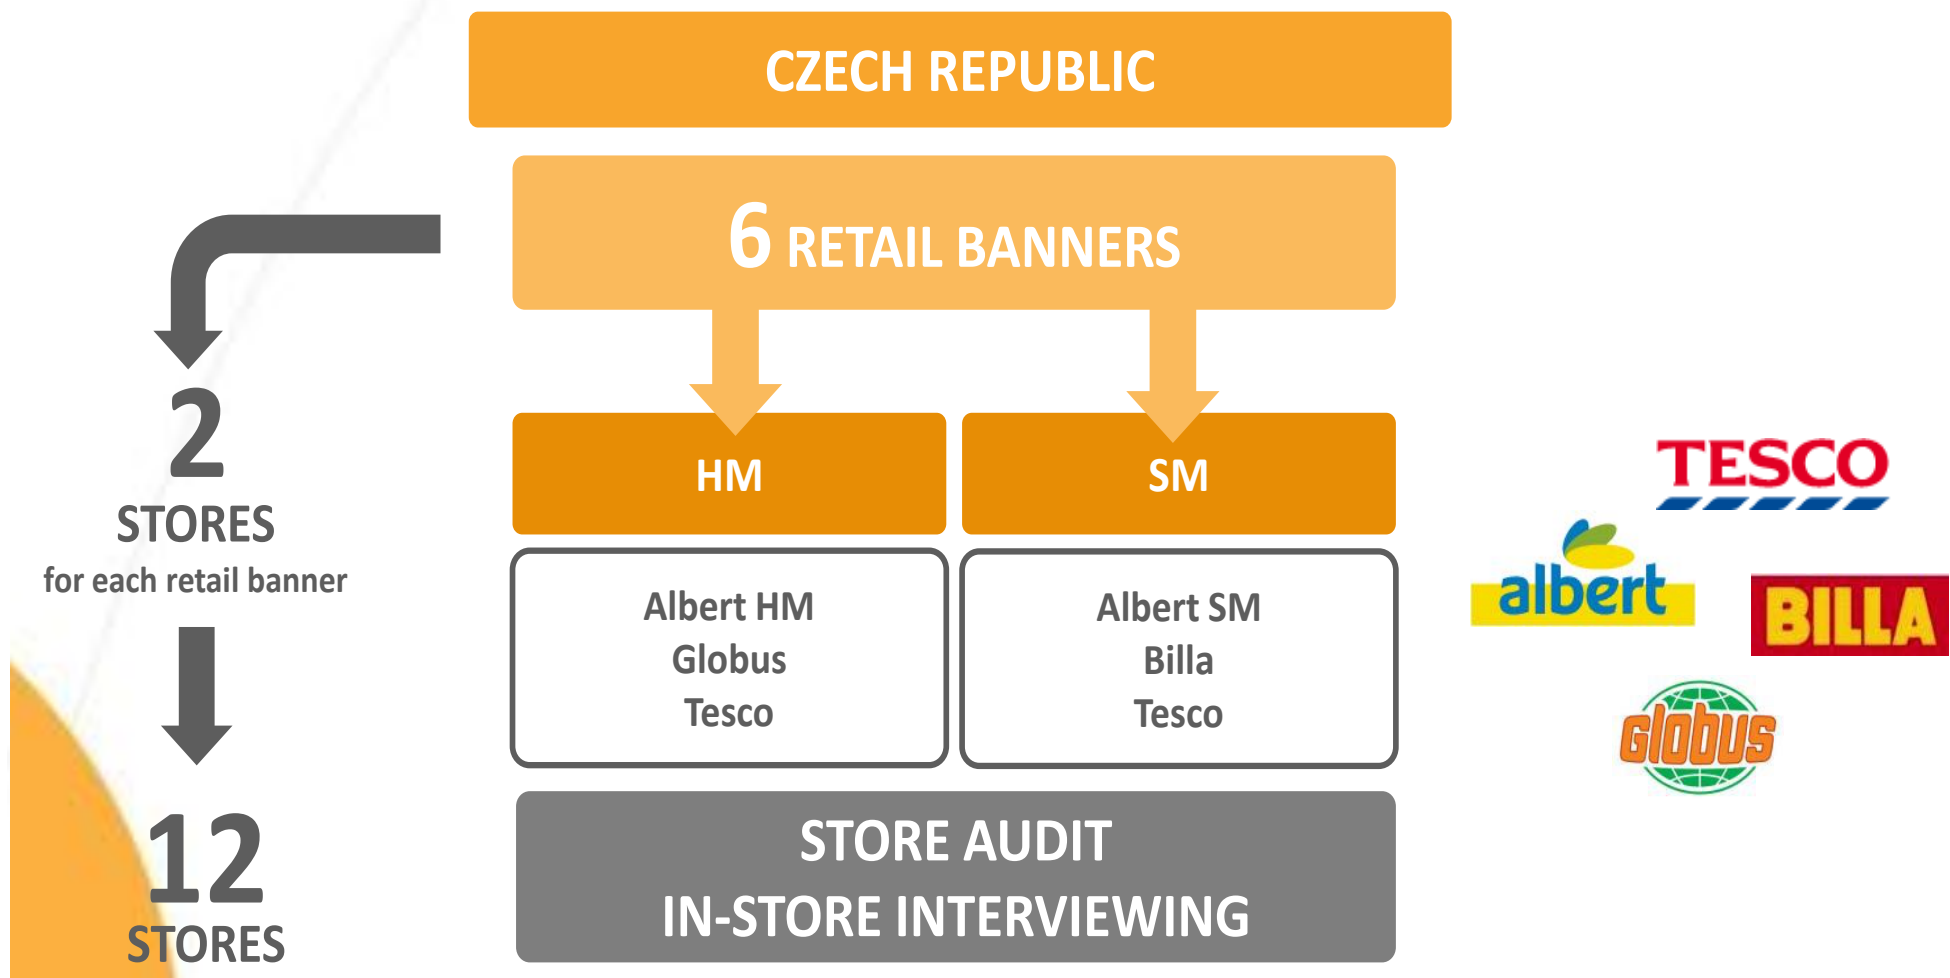 CZECH REPUBLIC
6 RETAIL BANNERS
2
STORES
for each retail banner
12
STORES
HM
Albert HM
Globus
Tesco
SM
Albert SM
Billa
Tesco
STORE AUDIT
IN-STORE INTERVIEWING
TESCO
albert
BILLA
Globus